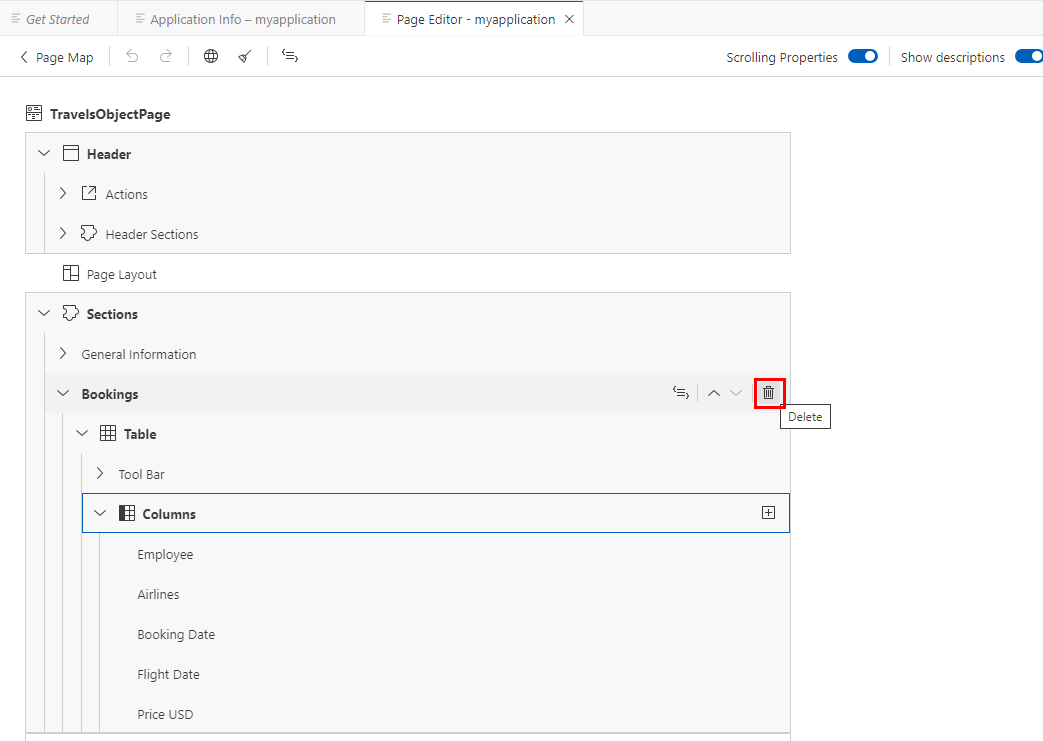 Get Started
Application Info – myapplication
Page Editor - myapplication
Page Map
Scrolling Properties
Show descriptions
TravelsObjectPage
Header
Actions
Header Sections
Page Layout
Sections
General Information
Bookings
Delete
Table
Tool Bar
Columns
Employee
Airlines
Booking Date
Flight Date
Price USD